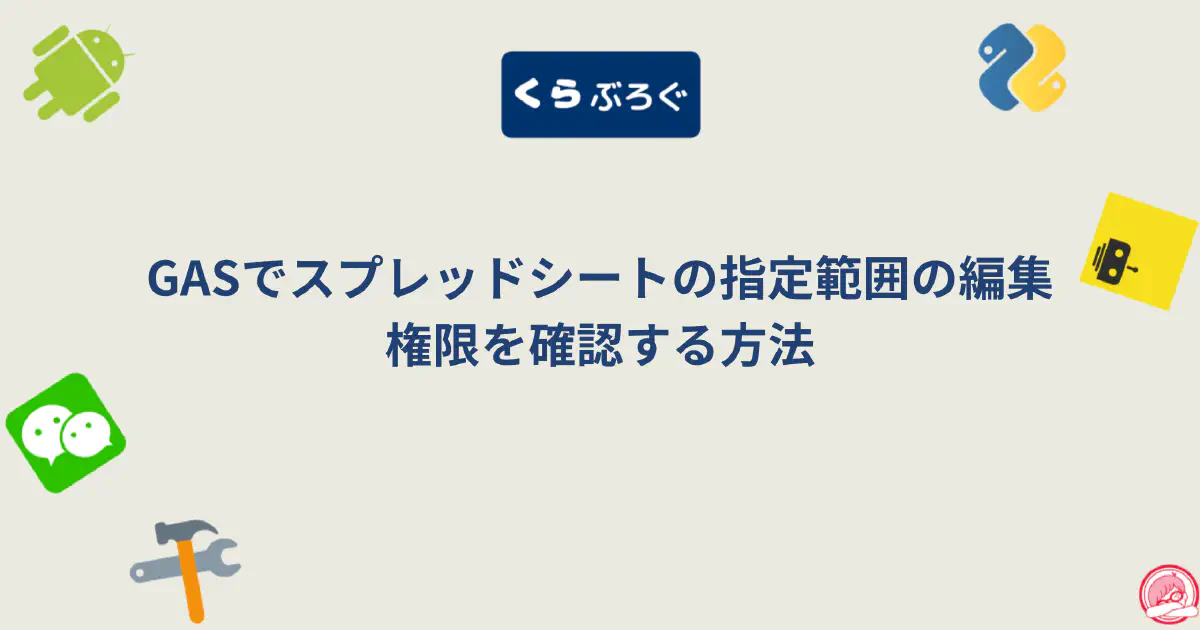 くらぶろぐ
GASでスプレッドシートの指定範囲の編集
権限を確認する方法